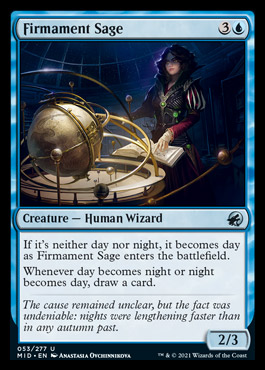 Firmament Sage 3
Creature — Human Wizard
If it's neither day nor night, it becomes day
as Firmament Sage enters the battlefield.
Whenever day becomes night or night
becomes day, draw a card.
The cause remained unclear, but the fact was
undeniable: nights were lengthening faster than
in any autumn past.
2/3
053/277 U
MID • EN Anastasia Ovchinnikova
™ & © 2021 Wizards of the Coast